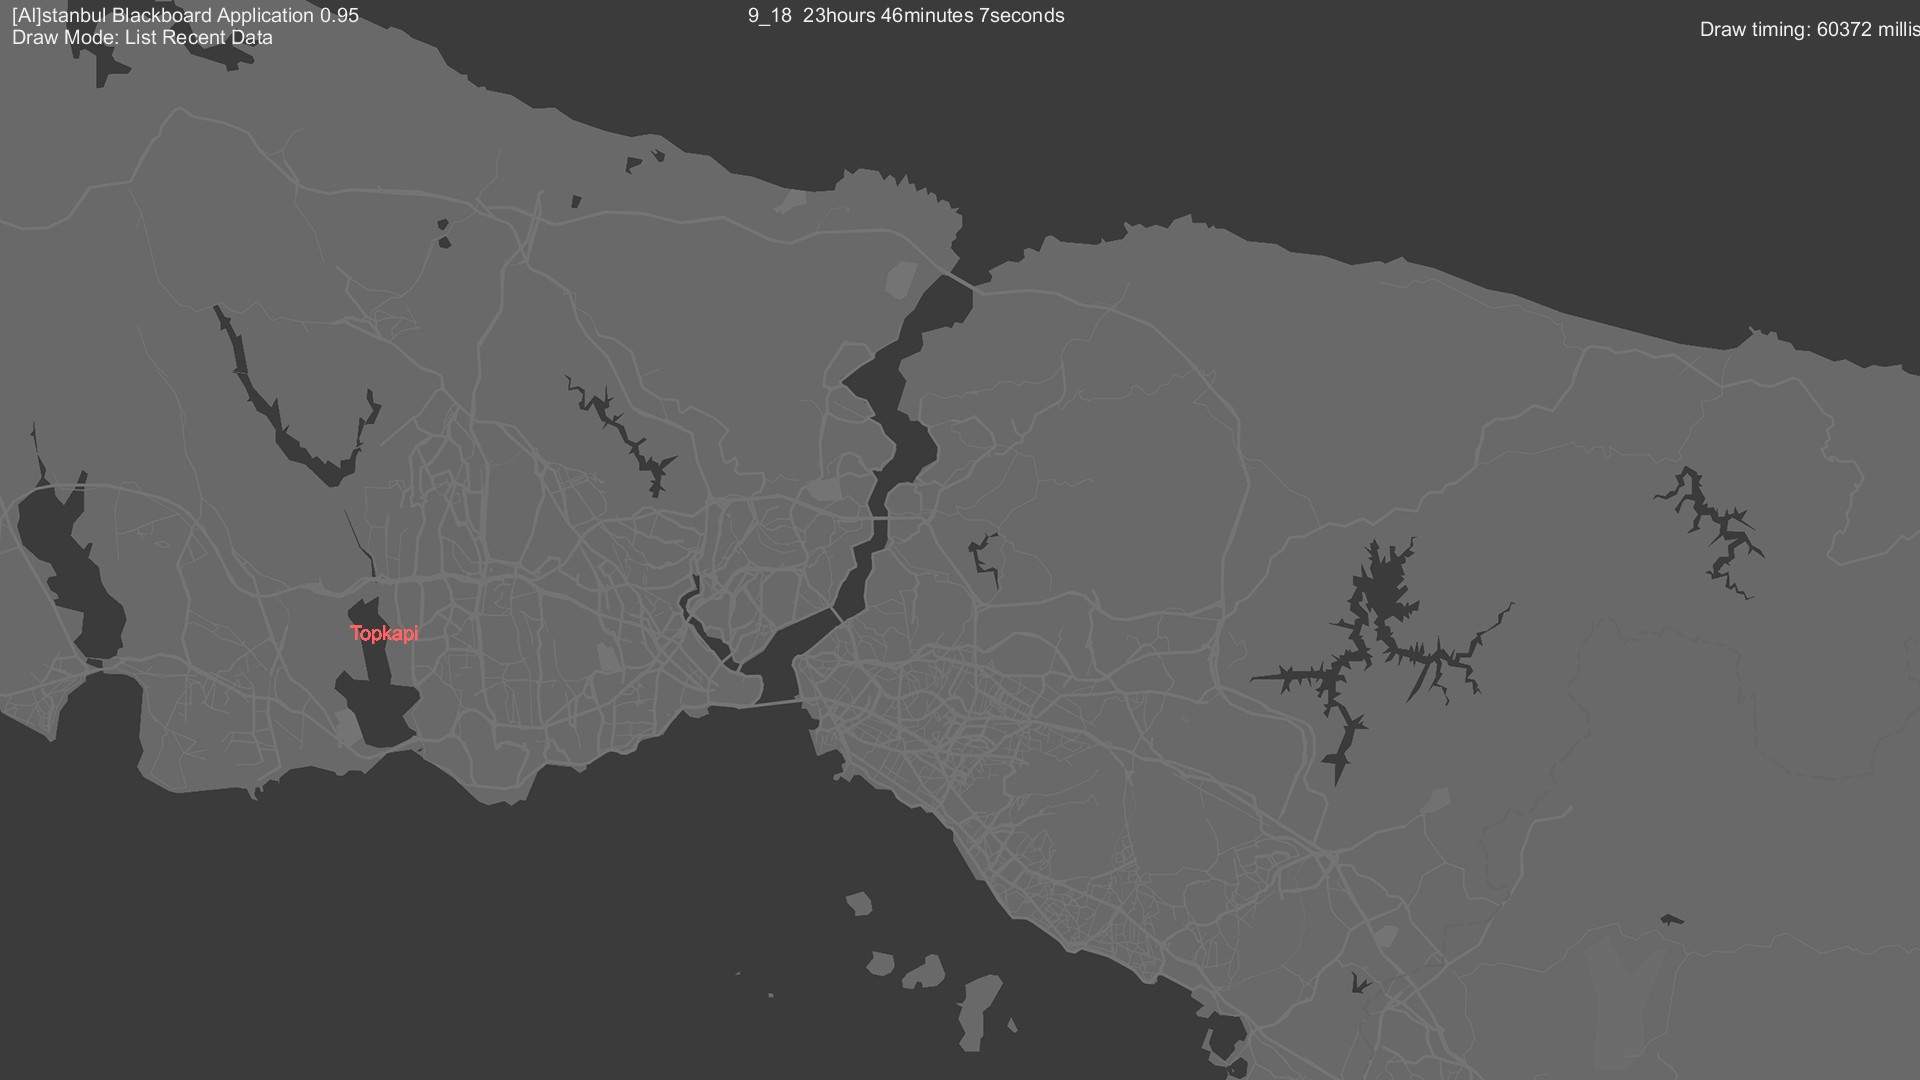 [AI]stanbul Blackboard Application 0.95
9_18 23hours 46minutes 7seconds
Draw timing: 60372 millis
Draw Mode: List Recent Data
Topkapi